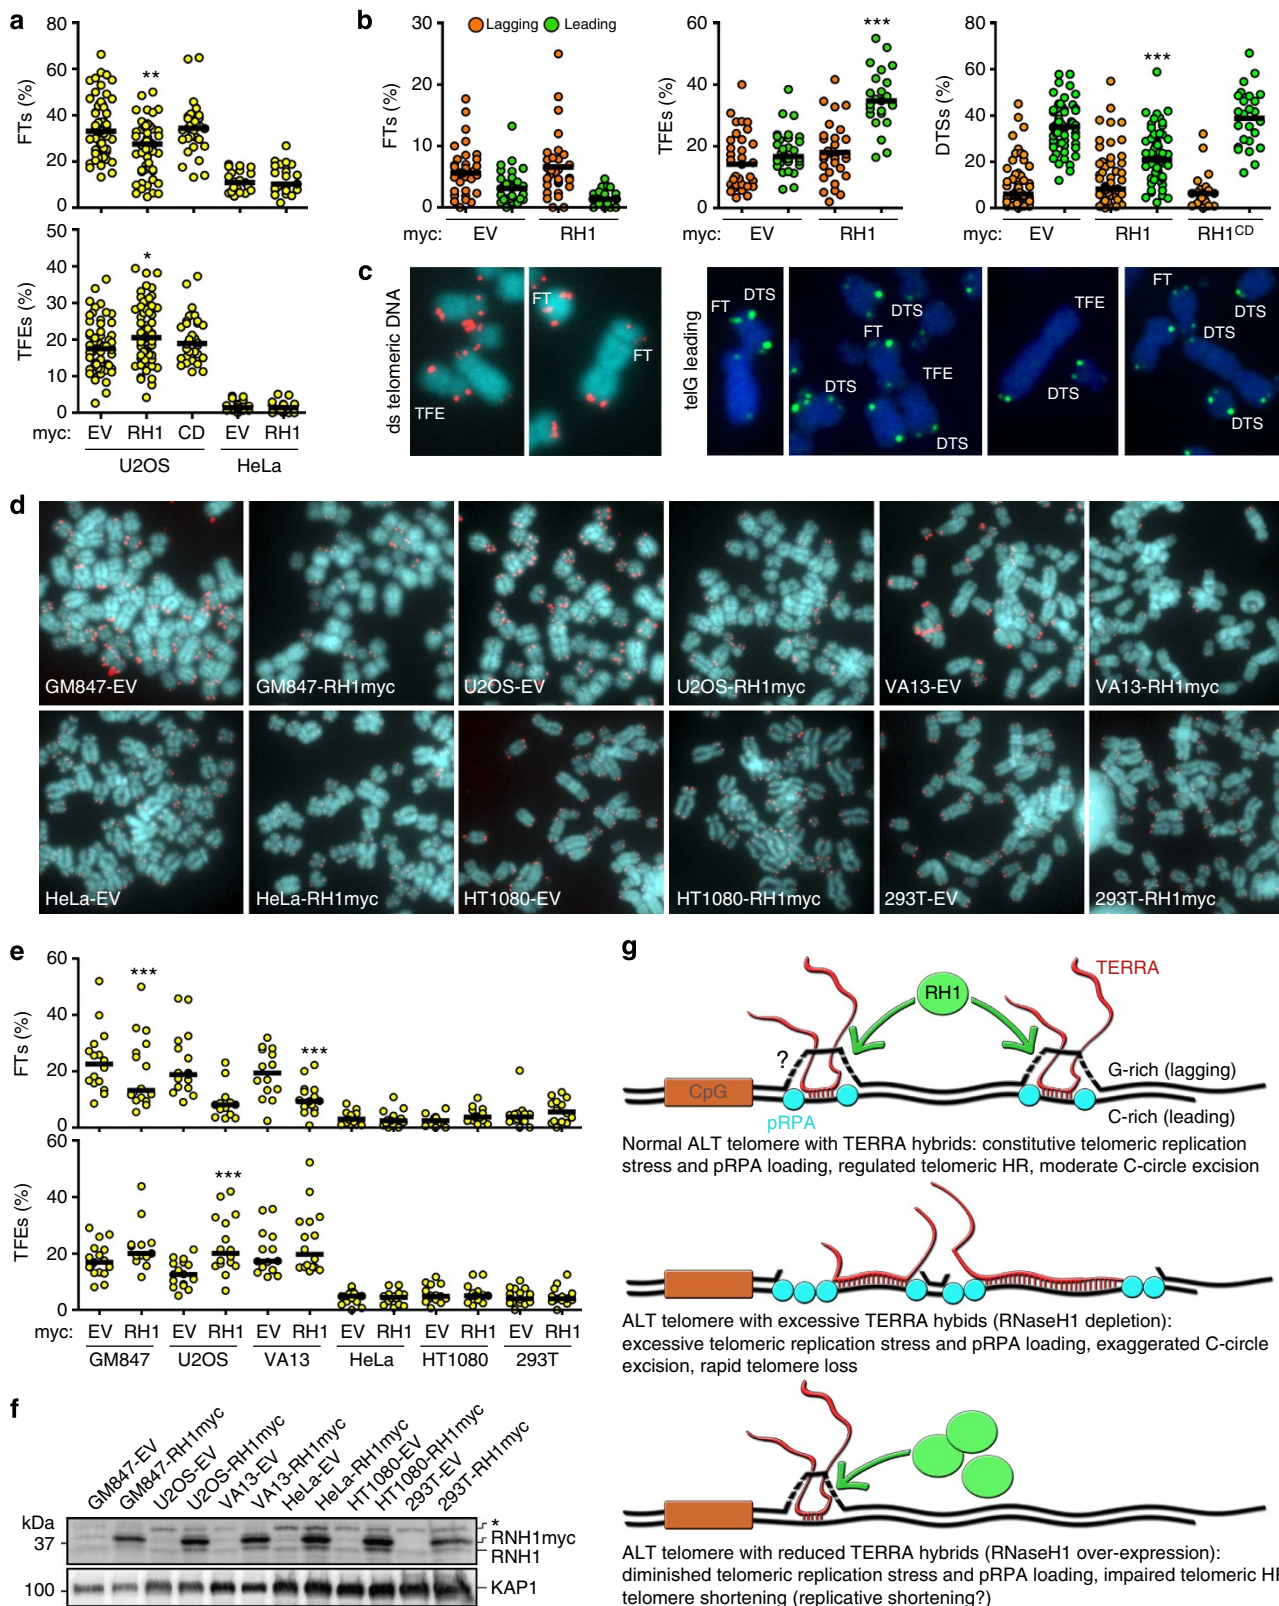 a
FTs (%)
80
60
40
20
0
**
TFEs (%)
50
40
30
20
10
0
*
myc: EV RH1 CD EV RH1
U2OS HeLa
b
Lagging Leading
FTs (%)
30
20
10
0
myc: EV RH1
TFEs (%)
60
40
20
0
***
EV RH1
DTSs (%)
80
60
40
20
0
***
EV RH1 RH1CD
c
ds telomeric DNA
TFE
FT
FT
telG leading
FT DTS
DTS
FT
DTS
TFE
DTS
TFE
DTS
FT
DTS
DTS
DTS
d
GM847-EV
GM847-RH1myc
U2OS-EV
U2OS-RH1myc
VA13-EV
VA13-RH1myc
HeLa-EV
HeLa-RH1myc
HT1080-EV
HT1080-RH1myc
293T-EV
293T-RH1myc
e
FTs (%)
60
40
20
0
***
***
TFEs (%)
60
40
20
0
***
myc: EV RH1 EV RH1 EV RH1 EV RH1 EV RH1 EV RH1
GM847 U2OS VA13 HeLa HT1080 293T
f
GM847-EV
GM847-RH1myc
U2OS-EV
U2OS-RH1myc
VA13-EV
VA13-RH1myc
HeLa-EV
HeLa-RH1myc
HT1080-EV
HT1080-RH1myc
293T-EV
293T-RH1myc
kDa
37
100
*
RNH1myc
RNH1
KAP1
g
TERRA
RH1
?
G-rich (lagging)
CpG
C-rich (leading)
pRPA
Normal ALT telomere with TERRA hybrids: constitutive telomeric replication
stress and pRPA loading, regulated telomeric HR, moderate C-circle excision
ALT telomere with excessive TERRA hybids (RNaseH1 depletion):
excessive telomeric replication stress and pRPA loading, exaggerated C-circle
excision, rapid telomere loss
ALT telomere with reduced TERRA hybrids (RNaseH1 over-expression):
diminished telomeric replication stress and pRPA loading, impaired telomeric HR
telomere shortening (replicative shortening?)